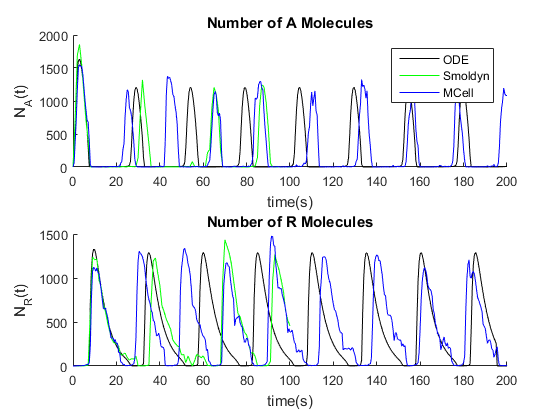 Number of A Molecules
2000
1500
1000
500
0
N_A(t)
ODE
Smoldyn
MCell
0 20 40 60 80 100 120 140 160 180 200
time(s)
Number of R Molecules
1500
1000
500
0
N_R(t)
0 20 40 60 80 100 120 140 160 180 200
time(s)